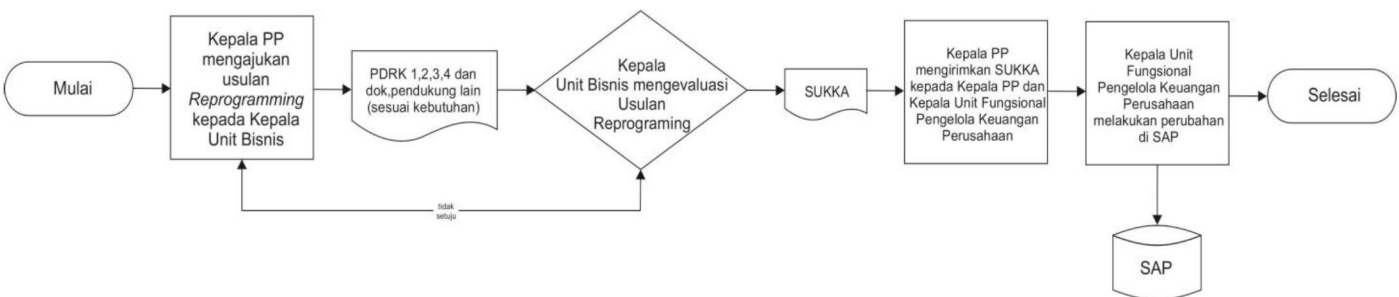 Mulai
Kepala PP
mengajukan
usulan
Reprogramming
kepada Kepala
Unit Bisnis
PDRK 1,2,3,4 dan
dok,pendukung lain
(sesuai kebutuhan)
Kepala
Unit Bisnis mengevaluasi
Usulan
Reprograming
SUKKA
Kepala PP
mengirimkan SUKKA
kepada Kepala PP dan
Kepala Unit Fungsional
Pengelola Keuangan
Perusahaan
Kepala Unit
Fungsional
Pengelola Keuangan
Perusahaan
melakukan perubahan
di SAP
Selesai
tidak
setuju
SAP